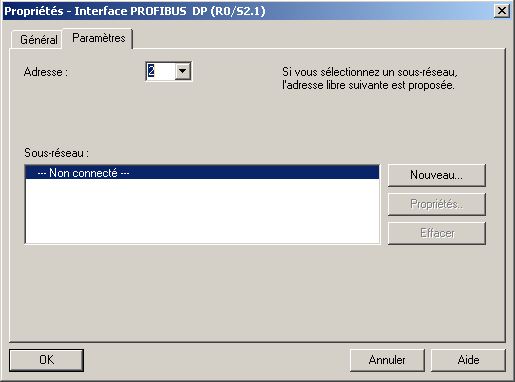 Propriétés - Interface PROFIBUS DP (R0/S2.1)
Général
Paramètres
Adresse :
2
Si vous sélectionnez un sous-réseau,
l'adresse libre suivante est proposée.
Sous-réseau :
--- Non connecté ---
Nouveau...
Propriétés..
Effacer
OK
Annuler
Aide